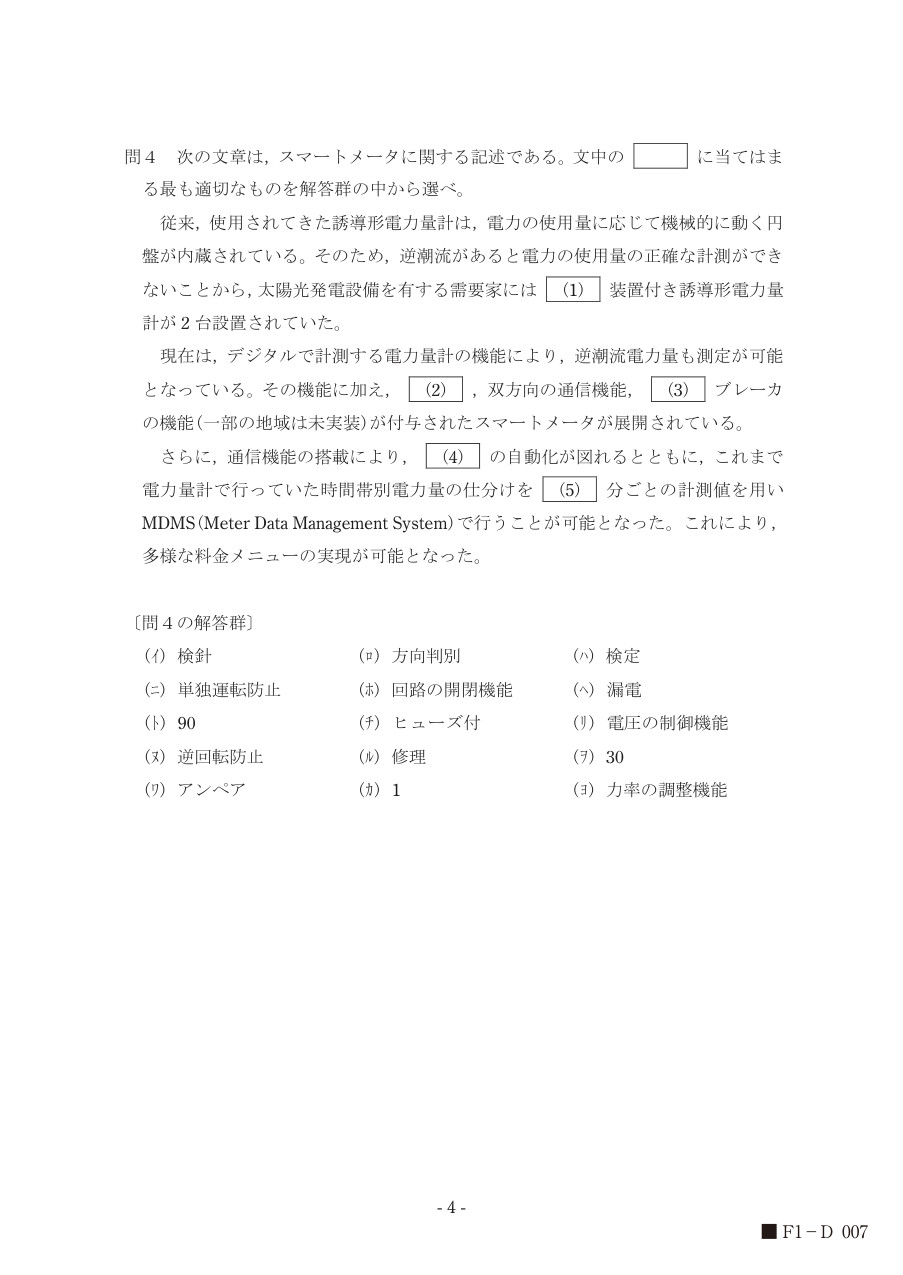 問４　次の文章は，スマートメータに関する記述である。文中の　　　に当てはま
る最も適切なものを解答群の中から選べ。
従来，使用されてきた誘導形電力量計は，電力の使用量に応じて機械的に動く円
盤が内蔵されている。そのため，逆潮流があると電力の使用量の正確な計測ができ
ないことから，太陽光発電設備を有する需要家には (1) 装置付き誘導形電力量
計が２台設置されていた。
現在は，デジタルで計測する電力量計の機能により，逆潮流電力量も測定が可能
となっている。その機能に加え， (2) ，双方向の通信機能， (3) ブレーカ
の機能(一部の地域は未実装)が付与されたスマートメータが展開されている。
さらに，通信機能の搭載により， (4) の自動化が図れるとともに，これまで
電力量計で行っていた時間帯別電力量の仕分けを (5) 分ごとの計測値を用い
MDMS(Meter Data Management System)で行うことが可能となった。これにより，
多様な料金メニューの実現が可能となった。
〔問４の解答群〕
(ｲ) 検針　(ﾛ) 方向判別　(ﾊ) 検定
(ﾆ) 単独運転防止　(ﾎ) 回路の開閉機能　(ﾍ) 漏電
(ﾄ) 90　(ﾁ) ヒューズ付　(ﾘ) 電圧の制御機能
(ﾇ) 逆回転防止　(ﾙ) 修理　(ｦ) 30
(ﾜ) アンペア　(ｶ) 1　(ﾖ) 力率の調整機能
- 4 -
■F1－D 007